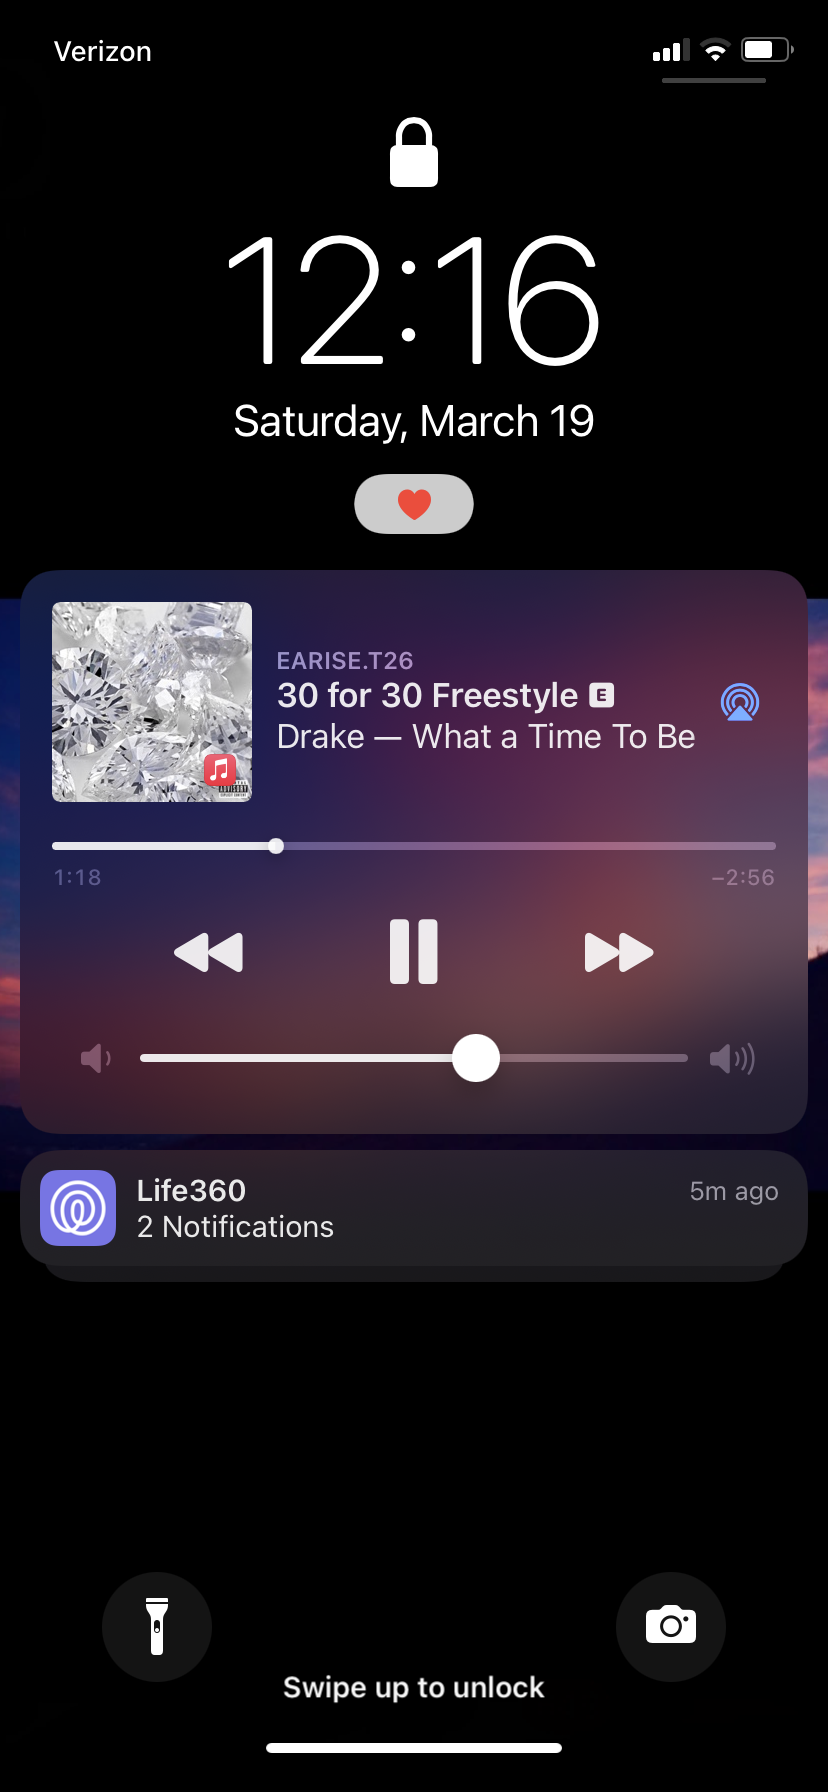 Verizon
12:16
Saturday, March 19
EARISE.T26
30 for 30 Freestyle E
Drake — What a Time To Be
1:18
–2:56
Life360
5m ago
2 Notifications
Swipe up to unlock